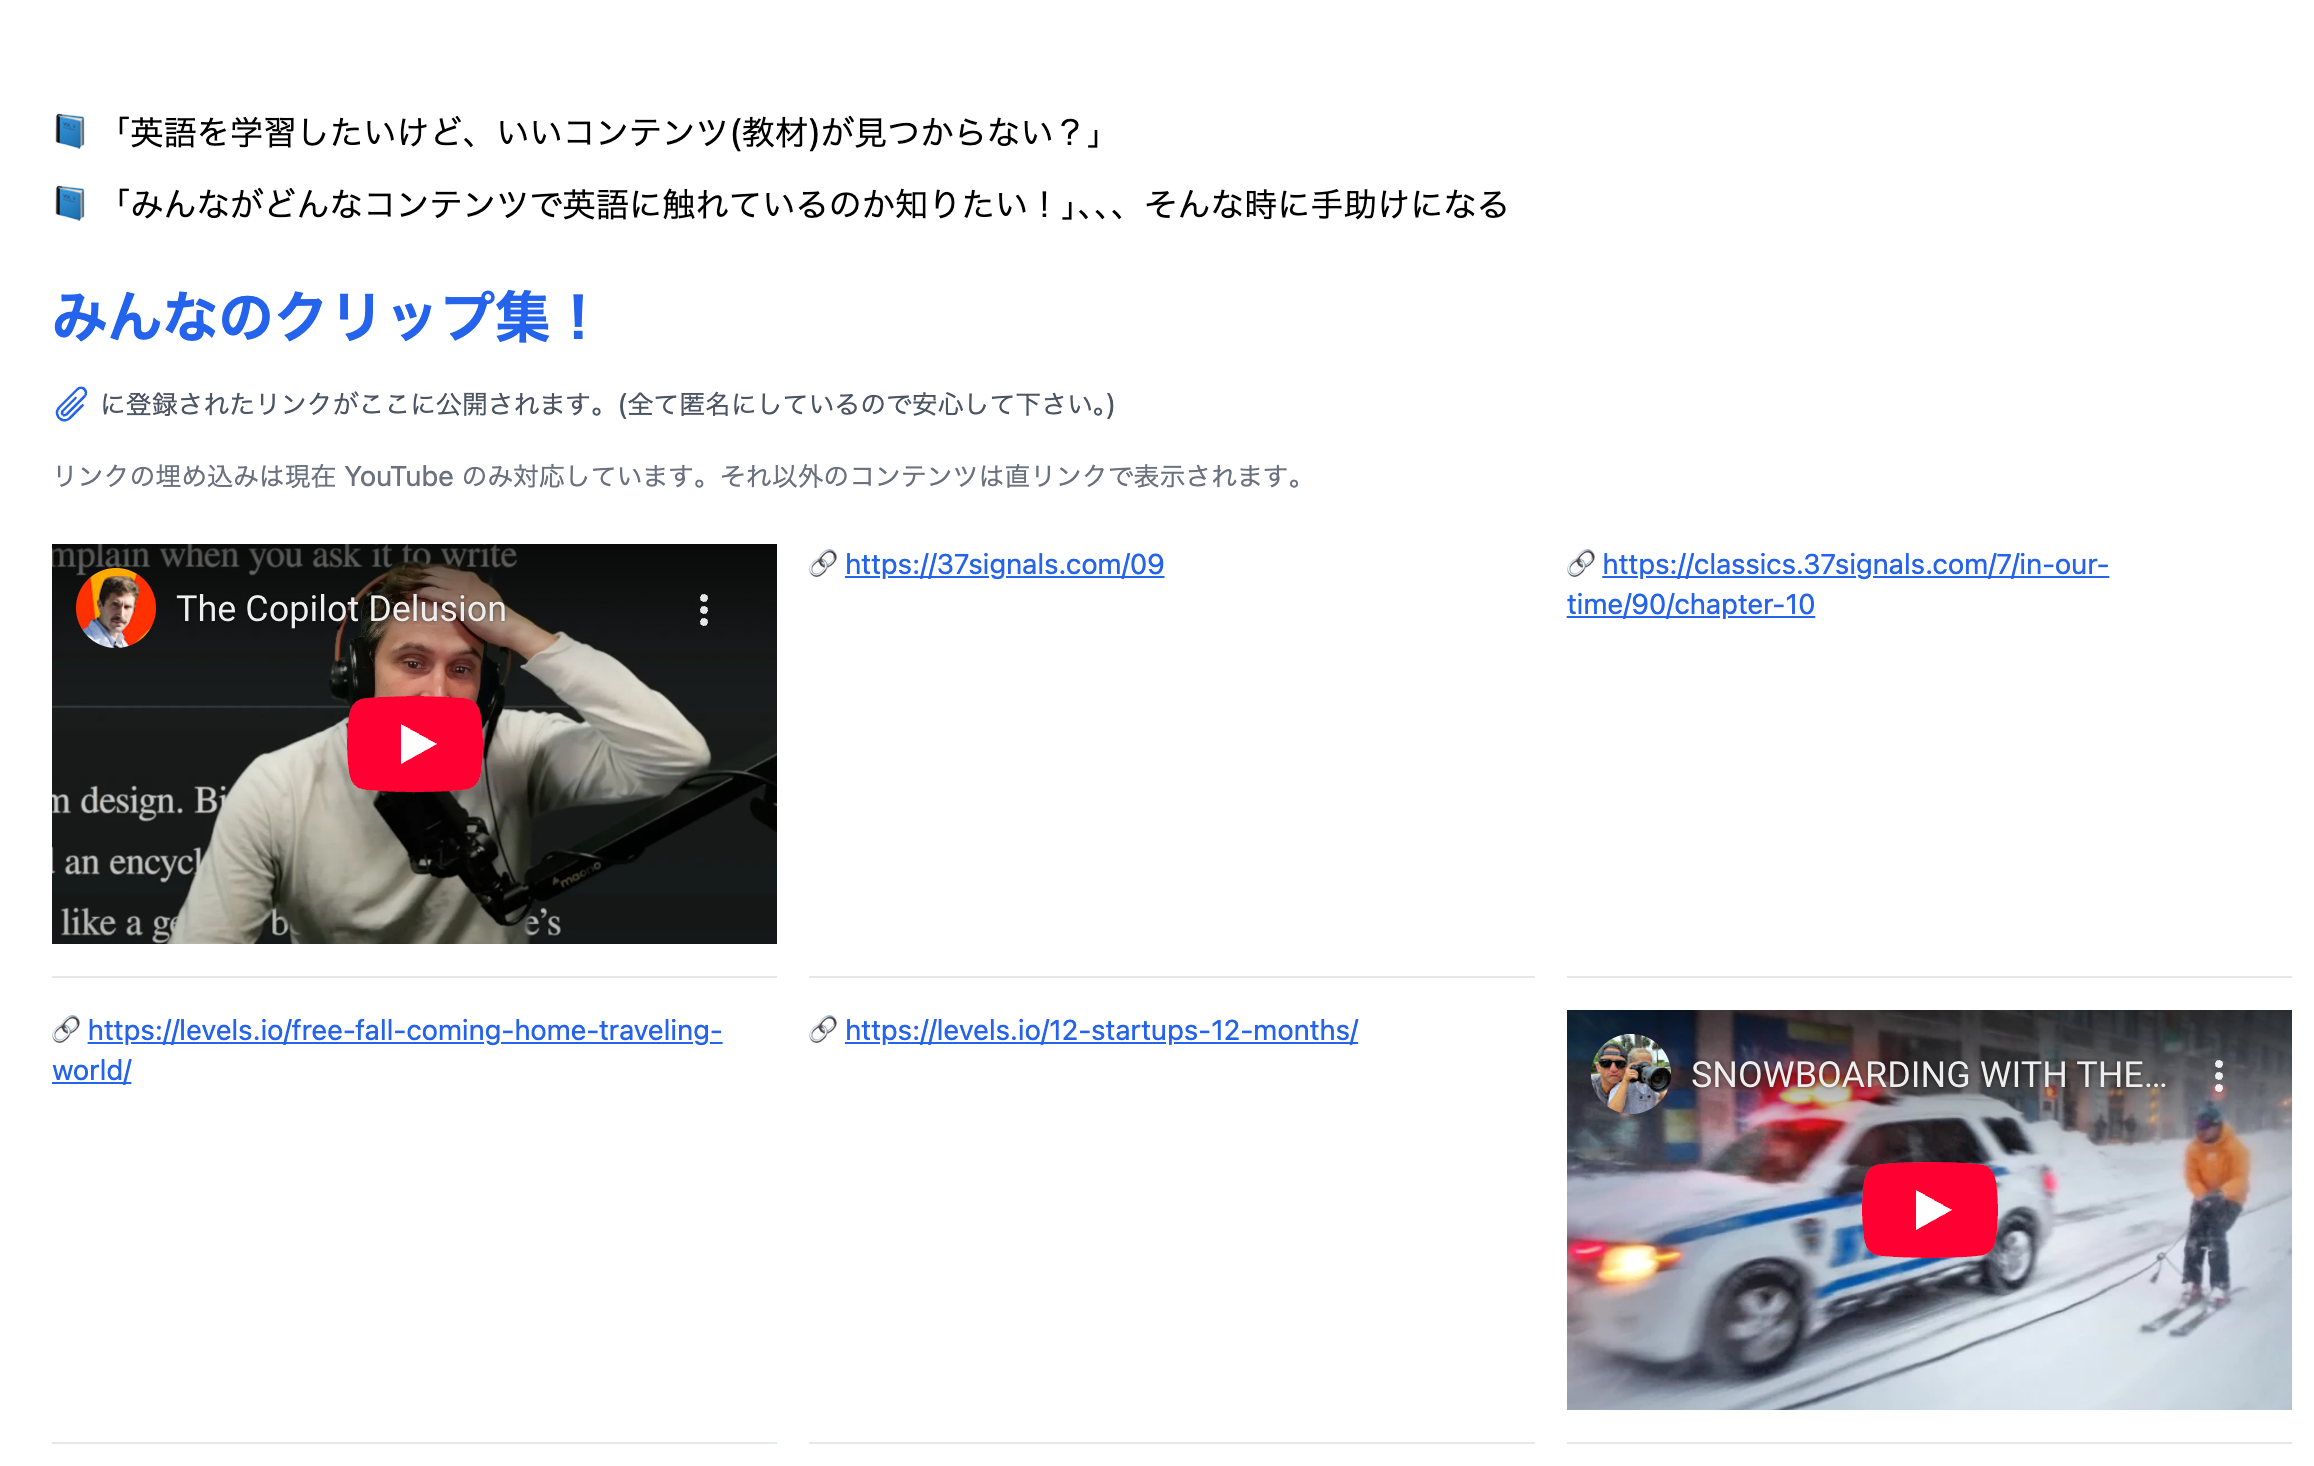 「英語を学習したいけど、いいコンテンツ(教材)が見つからない？」
「みんながどんなコンテンツで英語に触れているのか知りたい！」、、、そんな時に手助けになる
みんなのクリップ集！
に登録されたリンクがここに公開されます。(全て匿名にしているので安心して下さい。)
リンクの埋め込みは現在 YouTube のみ対応しています。それ以外のコンテンツは直リンクで表示されます。
mplain when you ask it to write
The Copilot Delusion
n design. Bi
an encycl
like a ge b e's
maono
https://37signals.com/09
https://classics.37signals.com/7/in-our-
time/90/chapter-10
https://levels.io/free-fall-coming-home-traveling-
world/
https://levels.io/12-startups-12-months/
SNOWBOARDING WITH THE...